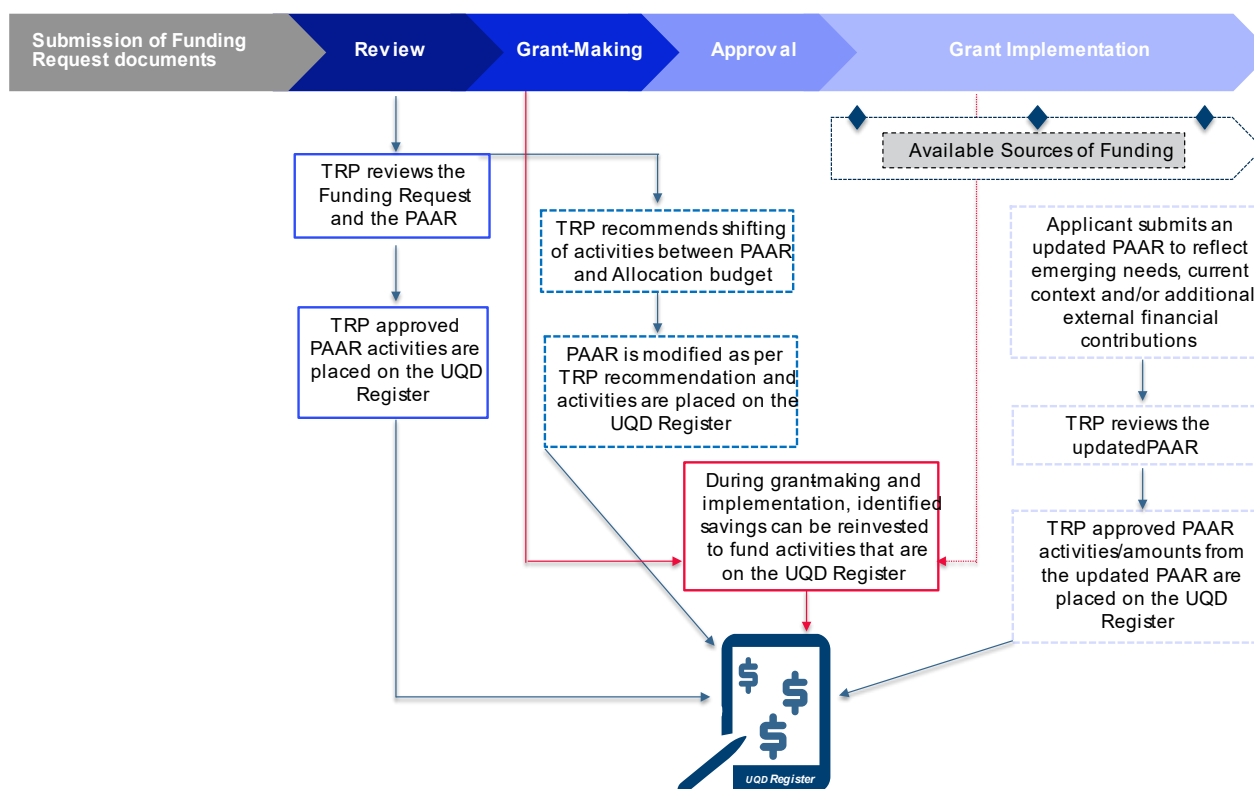 Submission of Funding
Request documents
Review
Grant-Making
Approval
Grant Implementation
Available Sources of Funding
TRP reviews the
Funding Request
and the PAAR
TRP recommends shifting
of activities between PAAR
and Allocation budget
Applicant submits an
updated PAAR to reflect
emerging needs, current
context and/or additional
external financial
contributions
TRP approved
PAAR activities are
placed on the UQD
Register
PAAR is modified as per
TRP recommendation and
activities are placed on the
UQD Register
TRP reviews the
updatedPAAR
During grant-making and
implementation, identified
savings can be reinvested
to fund activities that are
on the UQD Register
TRP approved PAAR
activities/amounts from
the updated PAAR are
placed on the UQD
Register
$
$
$
UQD Register